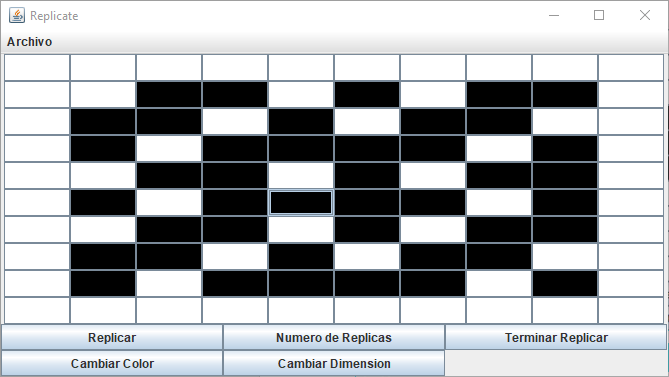 Replicate
Archivo
Replicar Numero de Replicas Terminar Replicar
Cambiar Color Cambiar Dimension